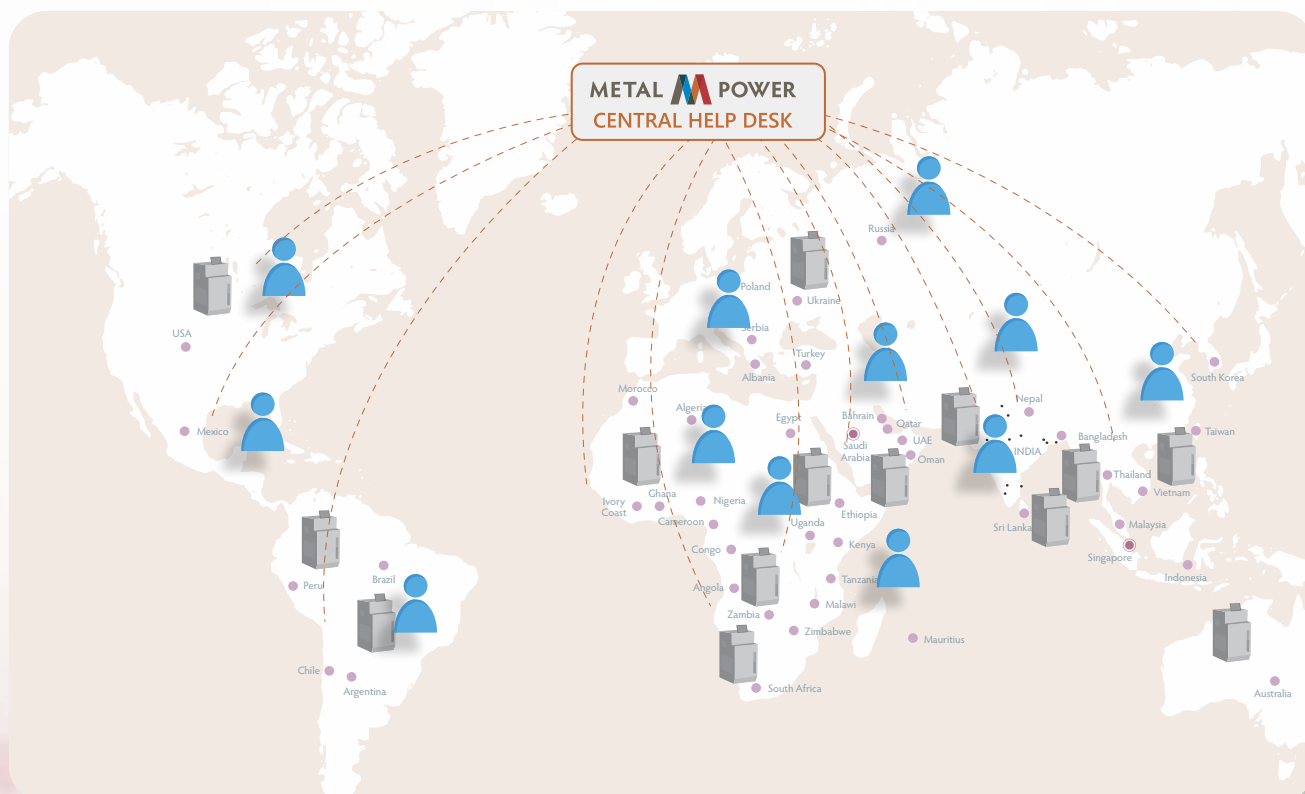 METAL POWER
CENTRAL HELP DESK
Russia
Poland
Ukraine
USA
Serbia
Turkey
Albania
South Korea
Morocco
Algeria
Egypt
Bahrain
Qatar
Nepal
Mexico
Saudi
Arabia
UAE
Oman
INDIA
Bangladesh
Taiwan
Thailand
Vietnam
Ivory
Coast
Ghana
Nigeria
Cameroon
Ethiopia
Uganda
Sri Lanka
Malaysia
Congo
Kenya
Singapore
Brazil
Peru
Angola
Tanzania
Indonesia
Malawi
Zambia
Zimbabwe
Mauritius
Chile
Argentina
South Africa
Australia